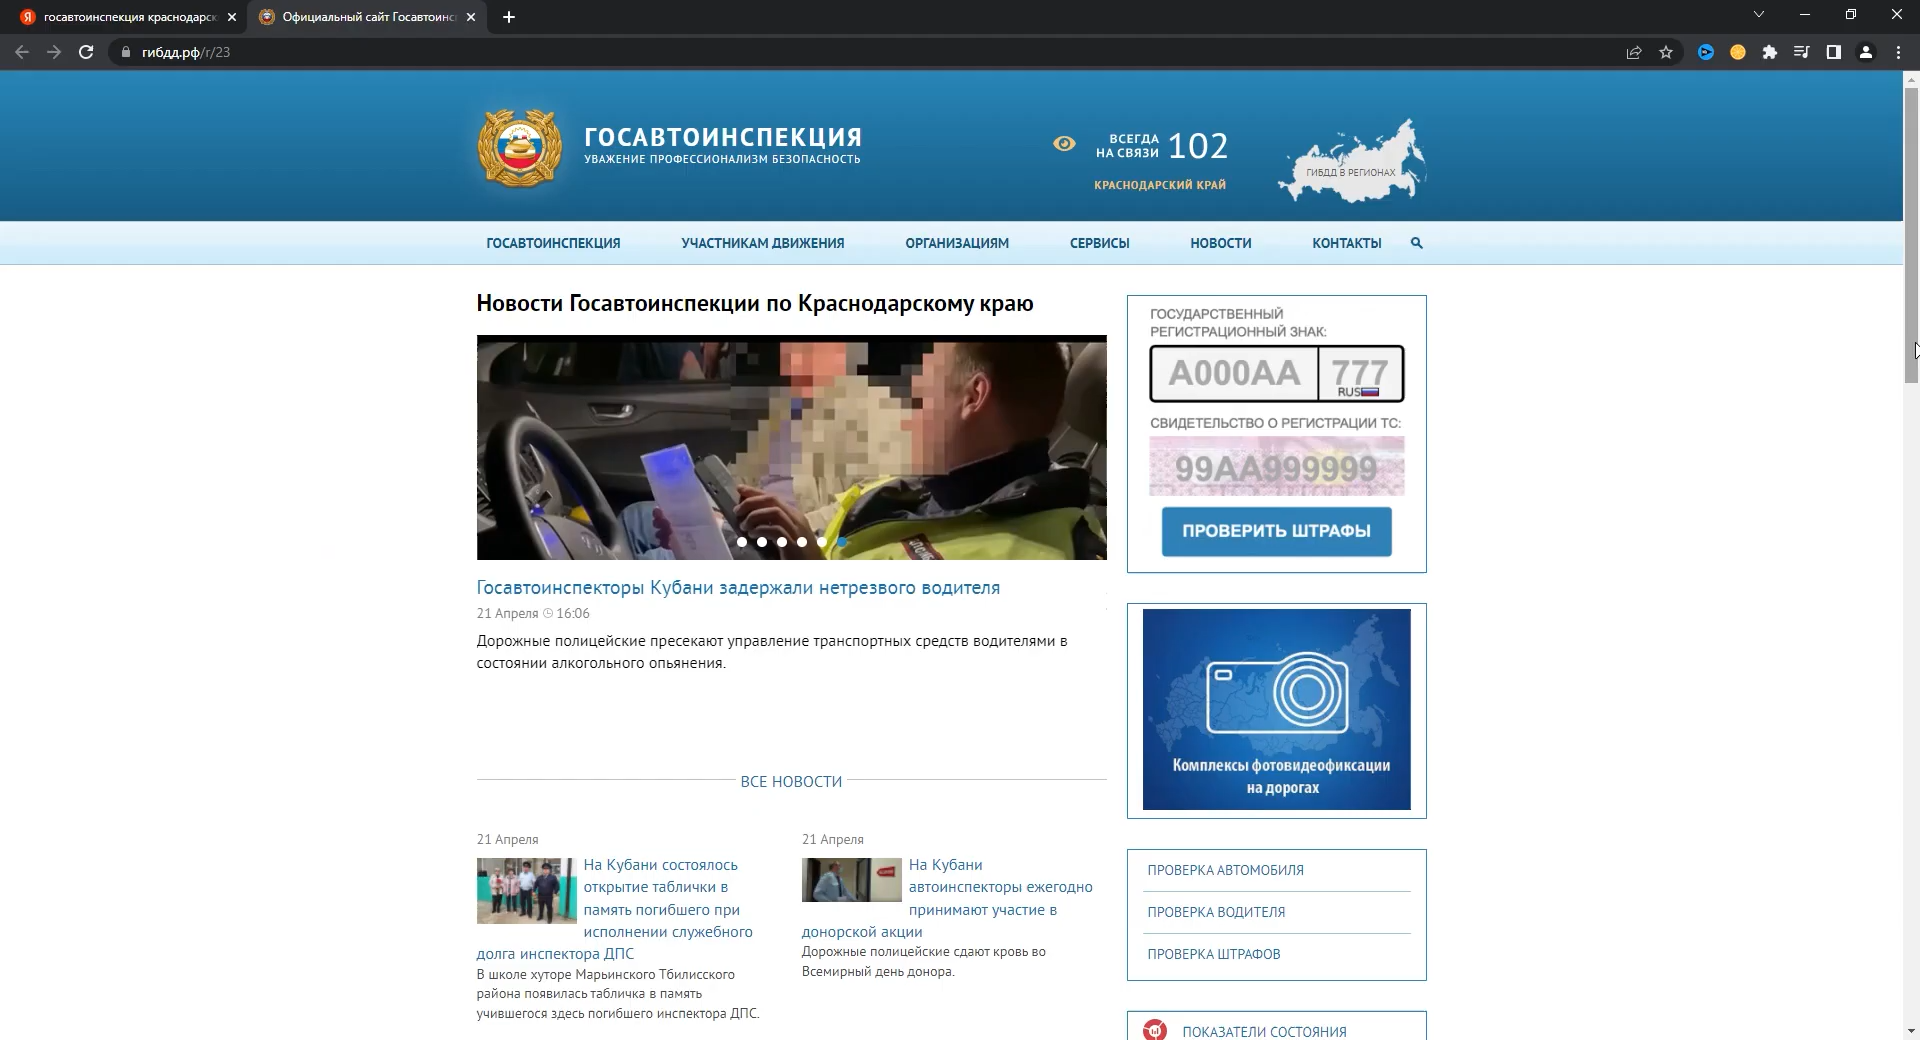 госавтоинспекция краснодарс
Официальный сайт Госавтоинс
гибдд.рф/r/23
ГОСАВТОИНСПЕКЦИЯ
УВАЖЕНИЕ ПРОФЕССИОНАЛИЗМ БЕЗОПАСНОСТЬ
ВСЕГДА
НА СВЯЗИ 102
КРАСНОДАРСКИЙ КРАЙ
ГИБДД В РЕГИОНАХ
ГОСАВТОИНСПЕКЦИЯ УЧАСТНИКАМ ДВИЖЕНИЯ ОРГАНИЗАЦИЯМ СЕРВИСЫ НОВОСТИ КОНТАКТЫ
Новости Госавтоинспекции по Краснодарскому краю
Госавтоинспекторы Кубани задержали нетрезвого водителя
21 Апреля 16:06
Дорожные полицейские пресекают управление транспортных средств водителями в
состоянии алкогольного опьянения.
ВСЕ НОВОСТИ
21 Апреля
На Кубани состоялось
открытие таблички в
память погибшего при
исполнении служебного
долга инспектора ДПС
В школе хуторе Марьинского Тбилисского
района появилась табличка в память
учившегося здесь погибшего инспектора ДПС.
21 Апреля
На Кубани
автоинспекторы ежегодно
принимают участие в
донорской акции
Дорожные полицейские сдают кровь во
Всемирный день донора.
ГОСУДАРСТВЕННЫЙ
РЕГИСТРАЦИОННЫЙ ЗНАК:
А000АА 777
RUS
СВИДЕТЕЛЬСТВО О РЕГИСТРАЦИИ ТС:
99АА999999
ПРОВЕРИТЬ ШТРАФЫ
Комплексы фотовидеофиксации
на дорогах
ПРОВЕРКА АВТОМОБИЛЯ
ПРОВЕРКА ВОДИТЕЛЯ
ПРОВЕРКА ШТРАФОВ
ПОКАЗАТЕЛИ СОСТОЯНИЯ